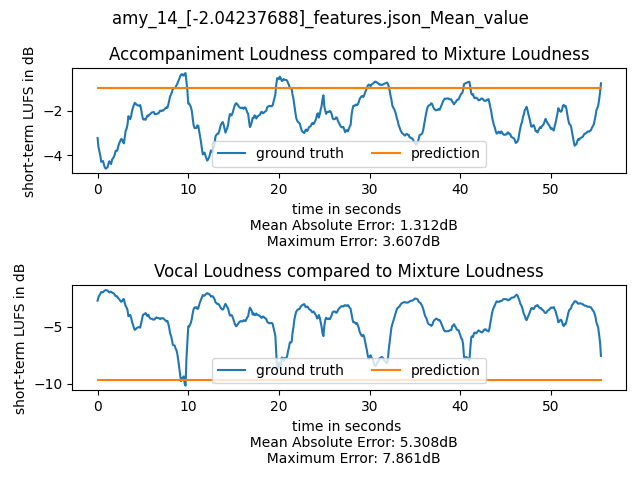 amy_14_[-2.04237688]_features.json_Mean_value
Accompaniment Loudness compared to Mixture Loudness
short-term LUFS in dB
−2
−4
ground truth
prediction
0 10 20 30 40 50
time in seconds
Mean Absolute Error: 1.312dB
Maximum Error: 3.607dB
Vocal Loudness compared to Mixture Loudness
short-term LUFS in dB
−5
−10
ground truth
prediction
0 10 20 30 40 50
time in seconds
Mean Absolute Error: 5.308dB
Maximum Error: 7.861dB